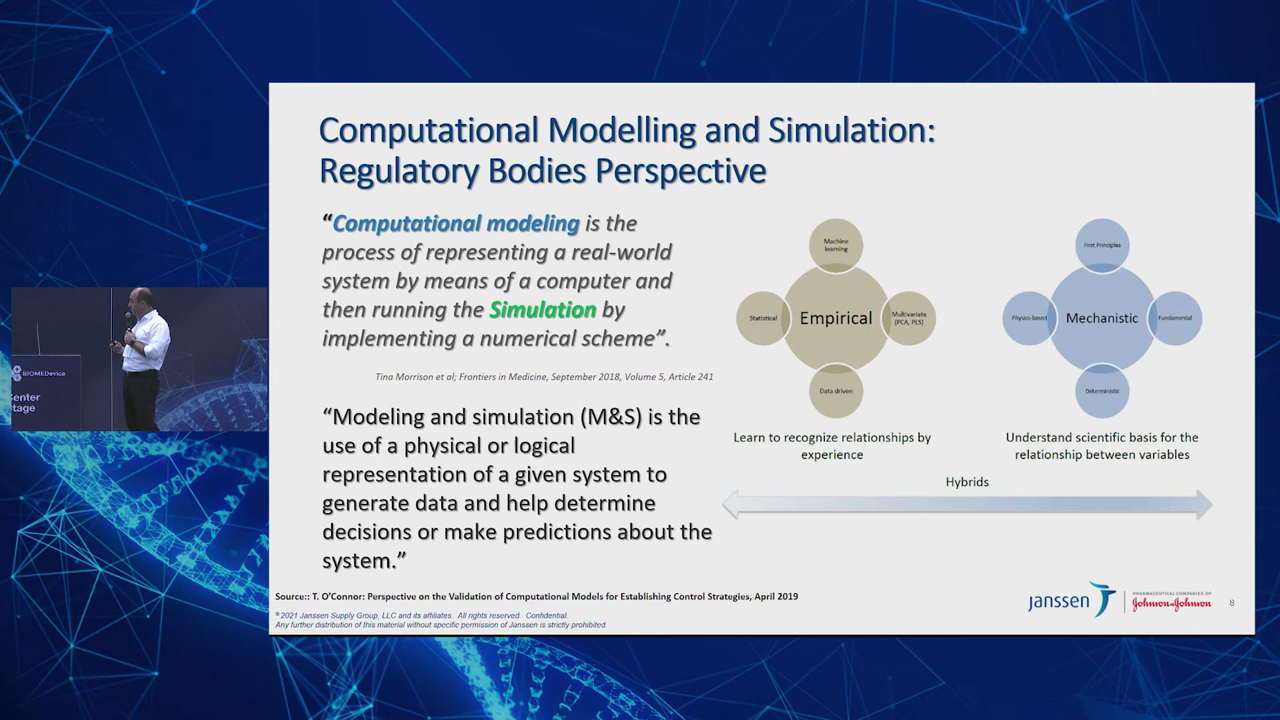 Computational Modelling and Simulation:
Regulatory Bodies Perspective
“Computational modeling is the
process of representing a real-world
system by means of a computer and
then running the Simulation by
implementing a numerical scheme”.
Tina Morrison et al; Frontiers in Medicine, September 2018, Volume 5, Article 241
“Modeling and simulation (M&S) is the
use of a physical or logical
representation of a given system to
generate data and help determine
decisions or make predictions about the
system.”
Machine
learning
Statistical
Empirical
Multivariate
(PCA, PLS)
Data driven
Learn to recognize relationships by
experience
First Principles
Physics-based
Mechanistic
Fundamental
Deterministic
Understand scientific basis for the
relationship between variables
Hybrids
Source:: T. O’Connor: Perspective on the Validation of Computational Models for Establishing Control Strategies, April 2019
© 2021 Janssen Supply Group, LLC and its affiliates. All rights reserved. Confidential.
Any further distribution of this material without specific permission of Janssen is strictly prohibited.
janssen
PHARMACEUTICAL COMPANIES OF
Johnson-Johnson
8
BIOMEDevice
enter
tage